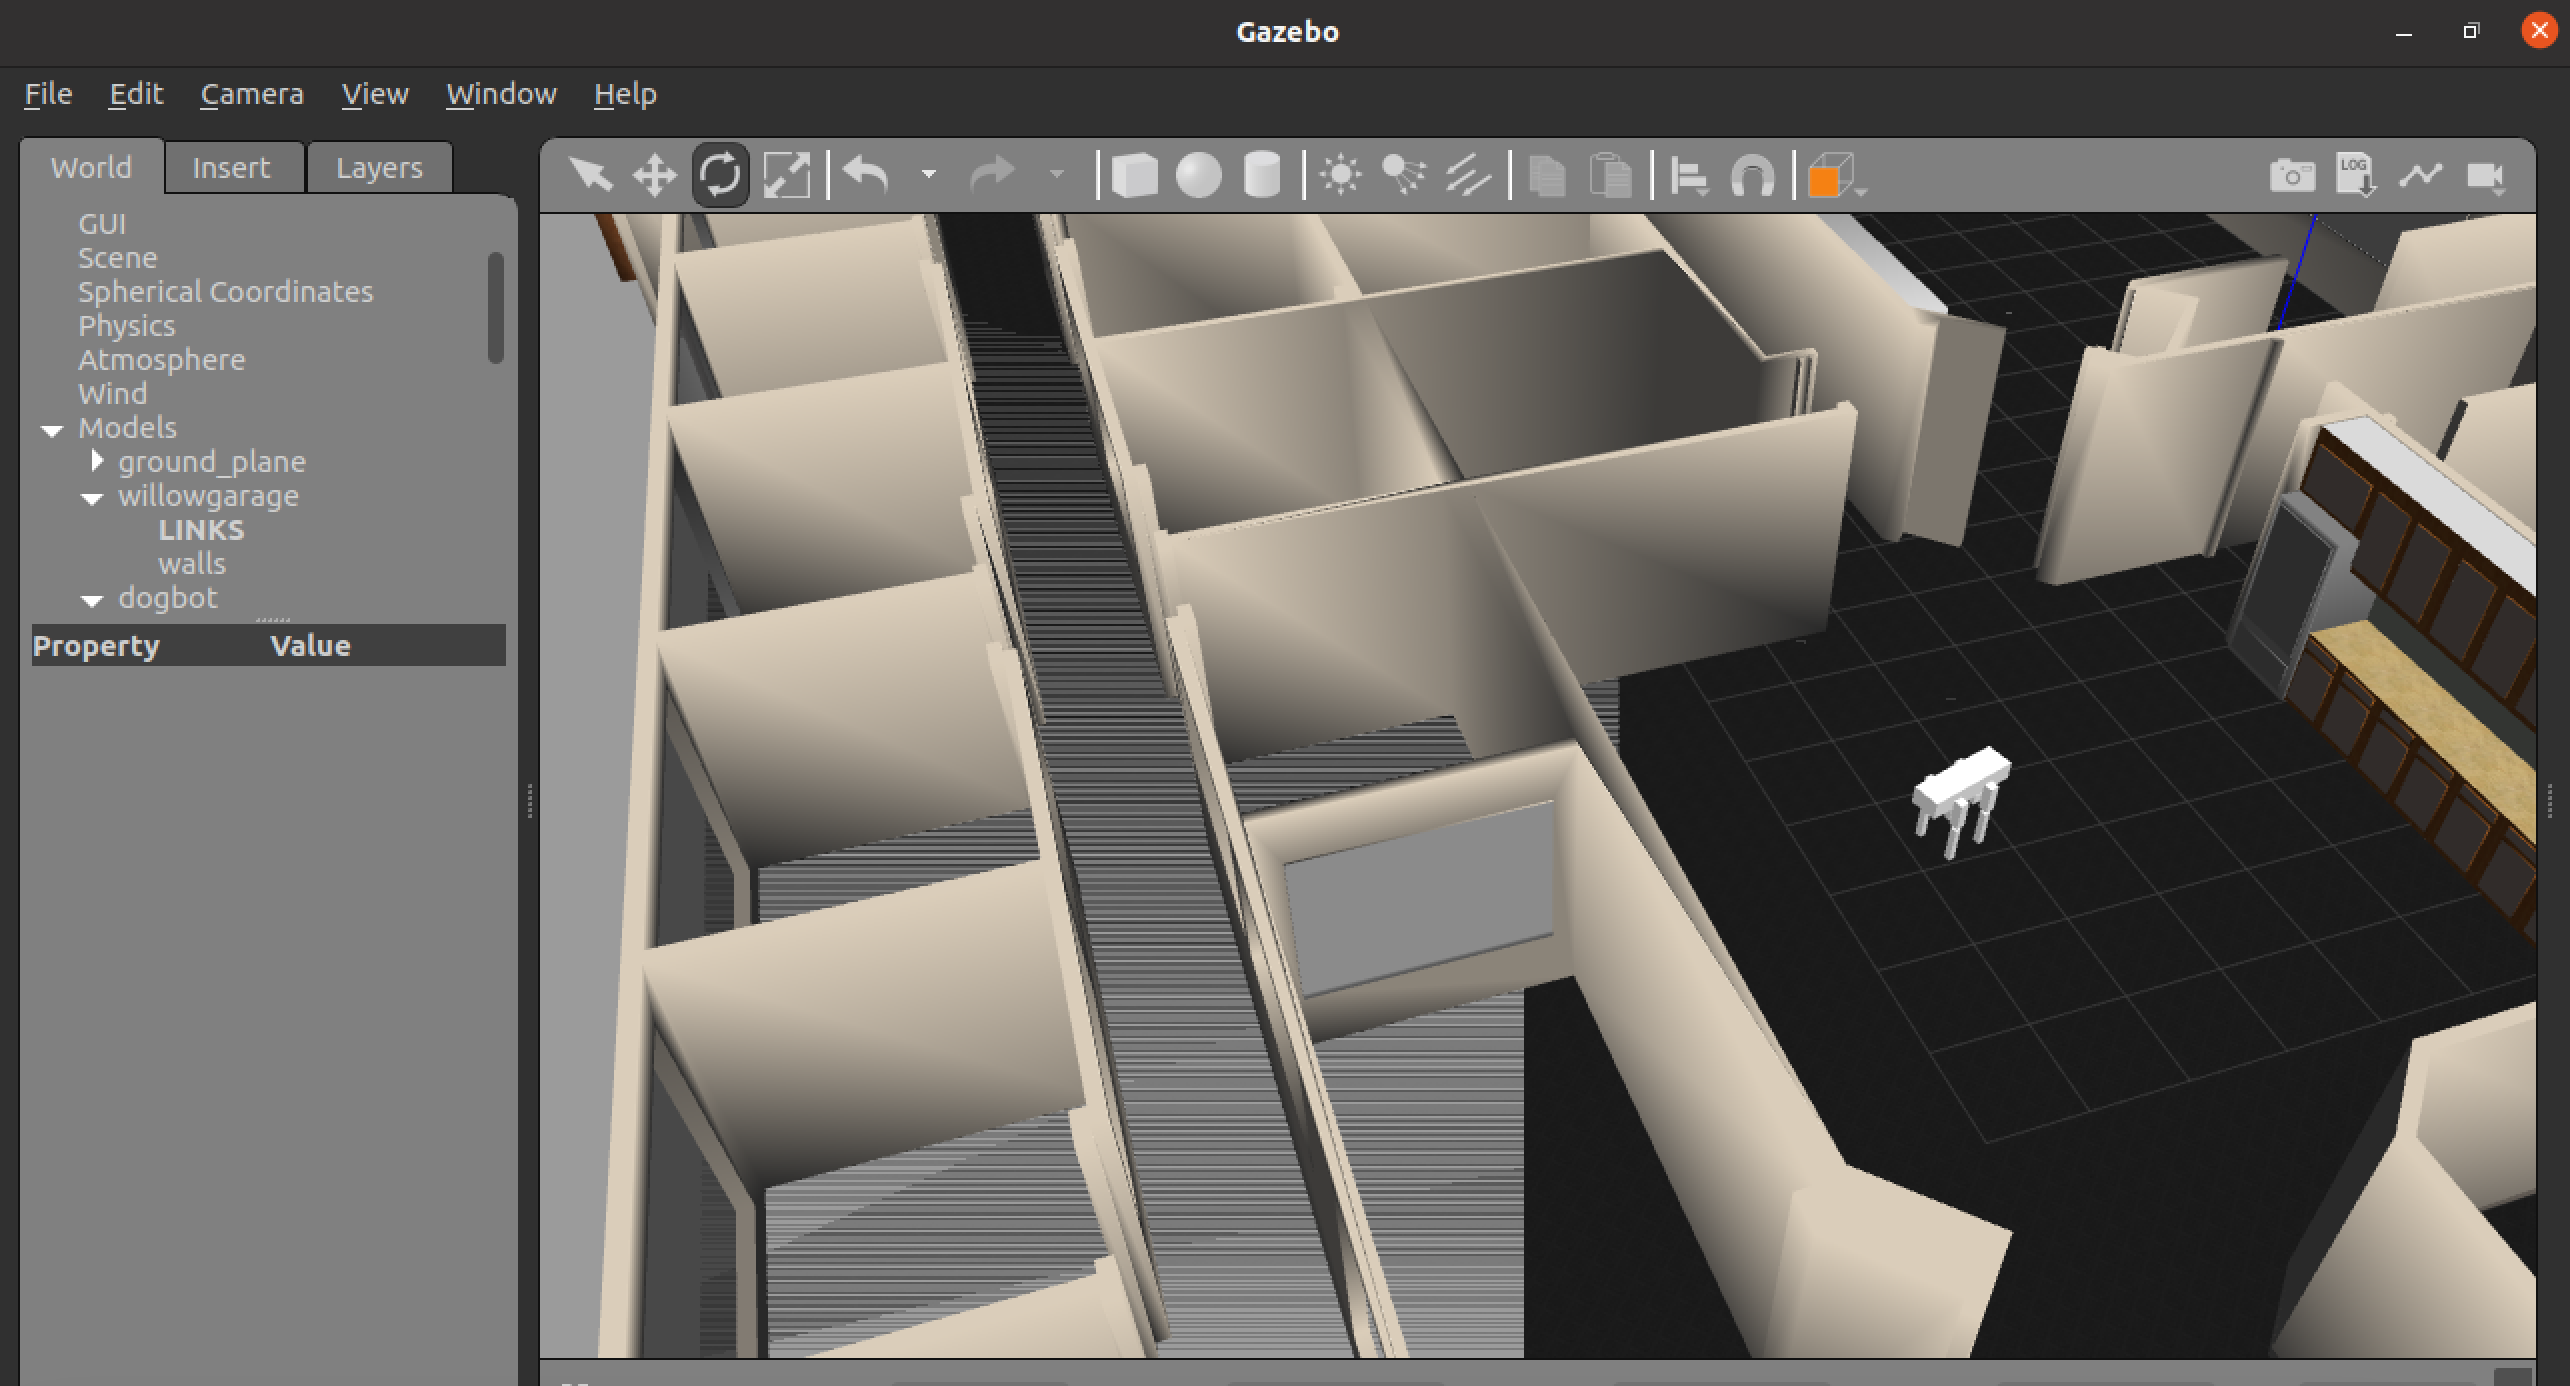 Gazebo
File Edit Camera View Window Help
World Insert Layers
LOG
GUI
Scene
Spherical Coordinates
Physics
Atmosphere
Wind
Models
ground_plane
willowgarage
LINKS
walls
dogbot
Property Value